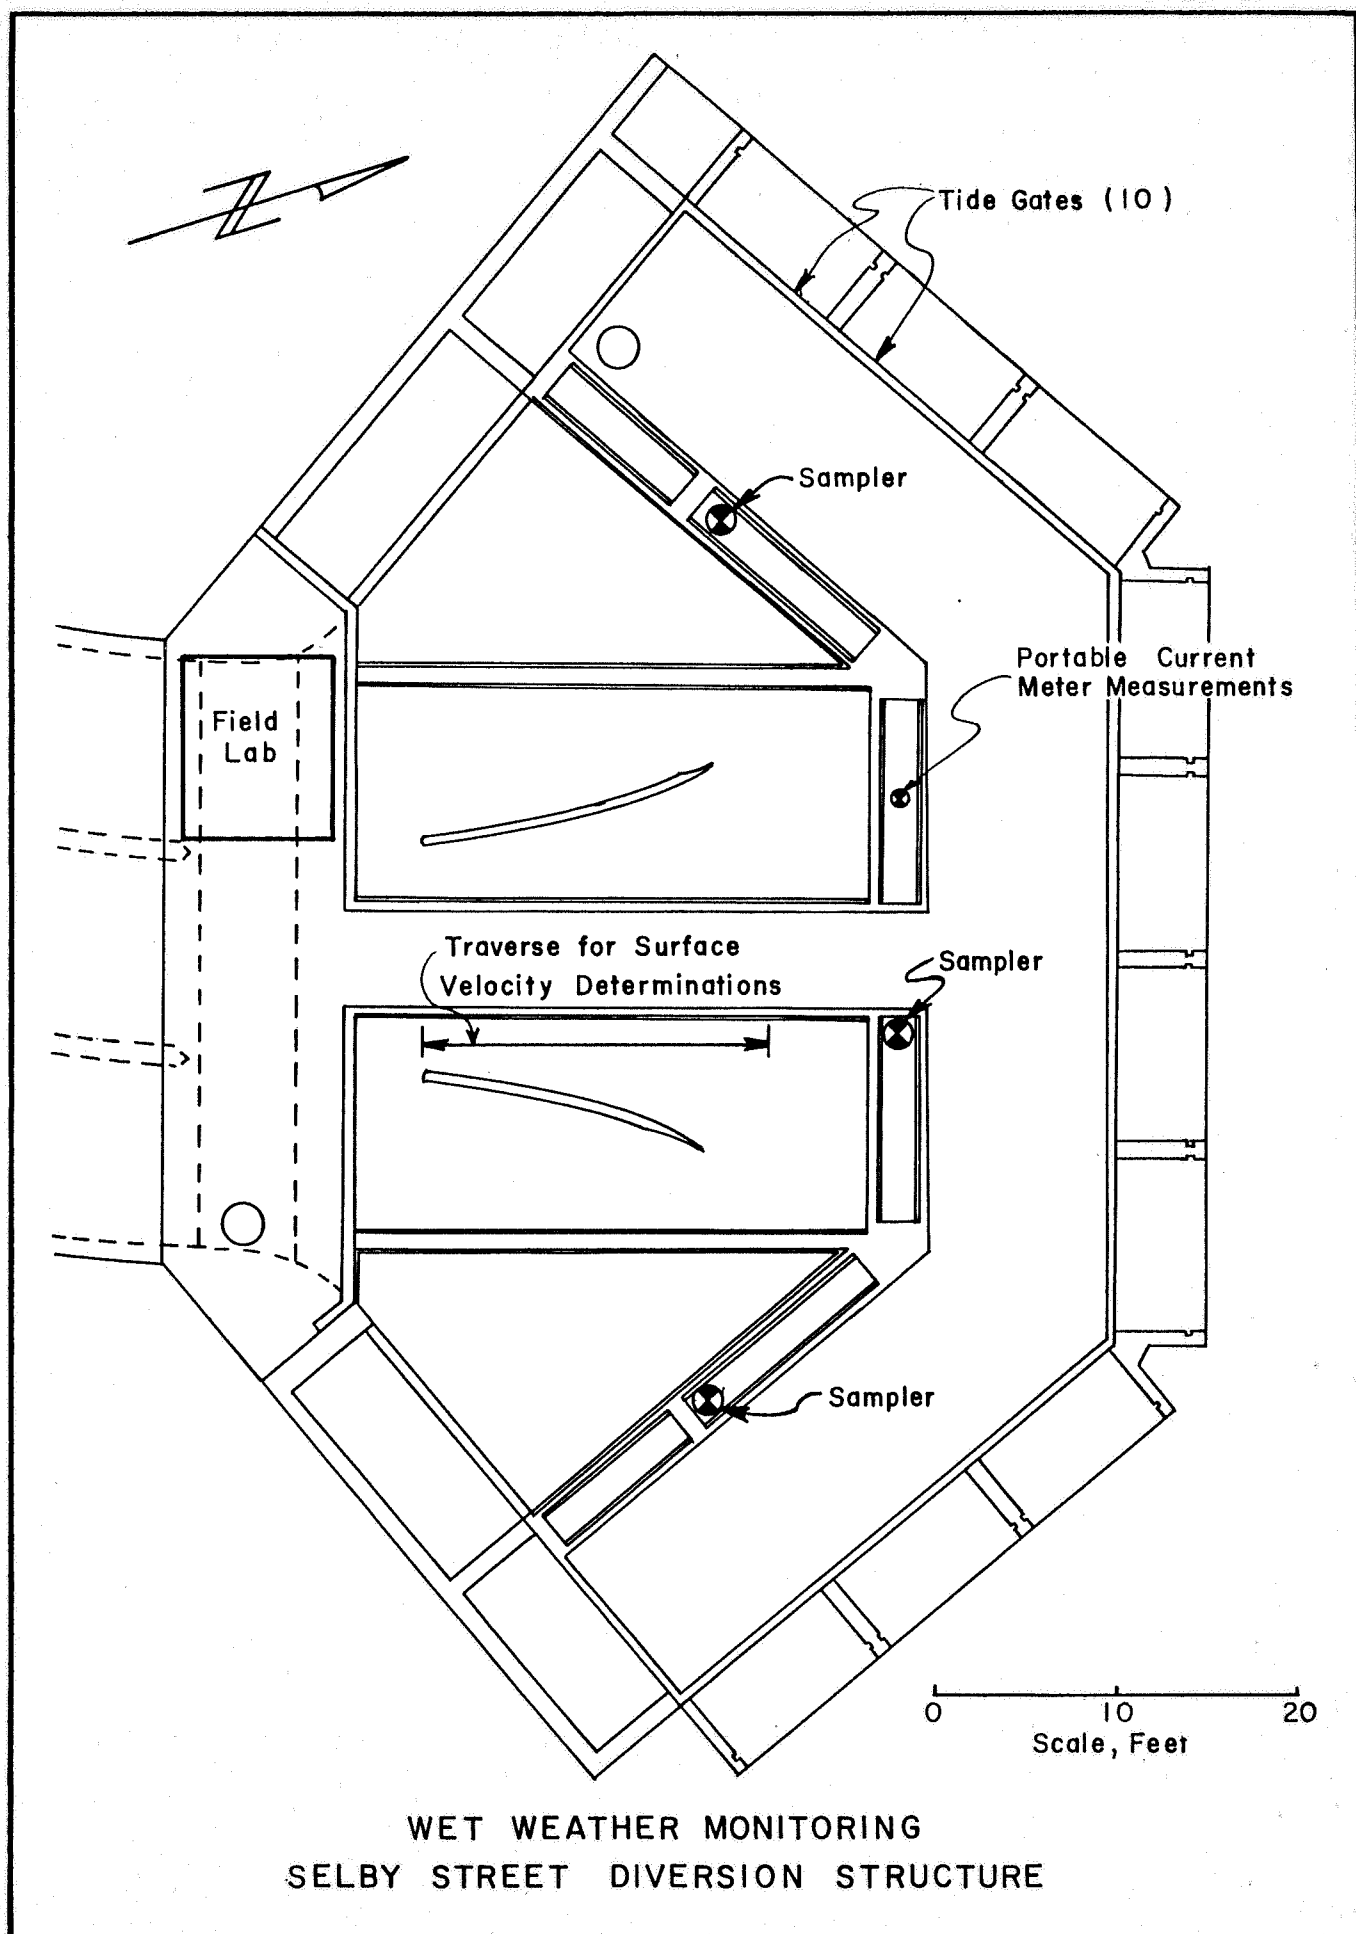 Tide Gates (10)
Sampler
Portable Current
Meter Measurements
Field
Lab
Traverse for Surface
Velocity Determinations
Sampler
Sampler
0 10 20
Scale, Feet
WET WEATHER MONITORING
SELBY STREET DIVERSION STRUCTURE